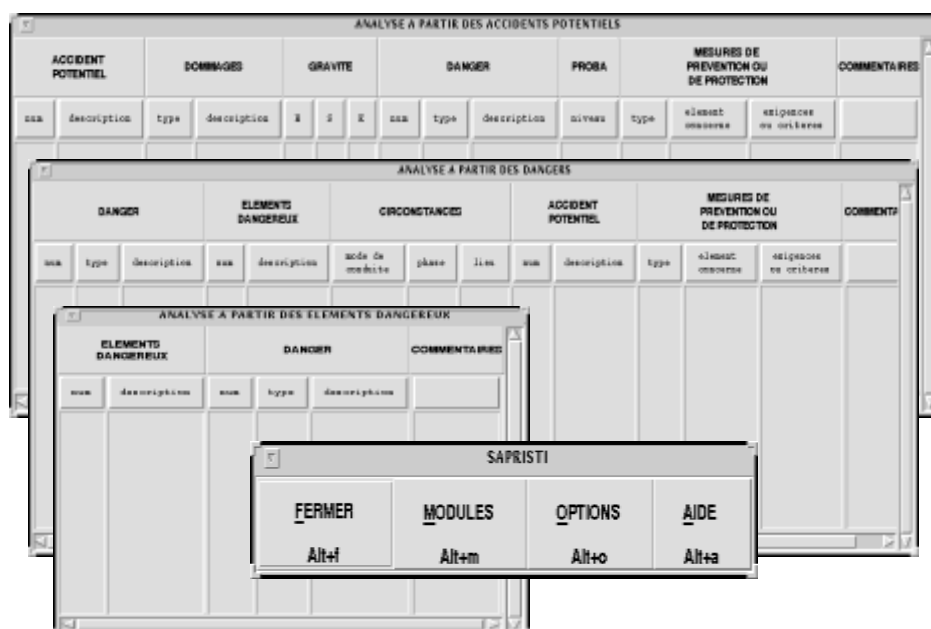 ANALYSE A PARTIR DES ACCIDENTS POTENTIELS
ACCIDENT POTENTIEL DOMMAGES GRAVITE DANGER PROBA MESURES DE PREVENTION OU DE PROTECTION COMMENTAIRES
num description type description N S E num type description niveau type element concerne exigences ou criteres
ANALYSE A PARTIR DES DANGERS
DANGER ELEMENTS DANGEREUX CIRCONSTANCES ACCIDENT POTENTIEL MESURES DE PREVENTION OU DE PROTECTION COMMENTA
num type description num description mode de conduite phase lieu num description type element concerne exigences ou criteres
ANALYSE A PARTIR DES ELEMENTS DANGEREUX
ELEMENTS DANGEREUX DANGER COMMENTAIRES
num description num type description
SAPRISTI
FERMER MODULES OPTIONS AIDE
Alt+f Alt+m Alt+o Alt+a